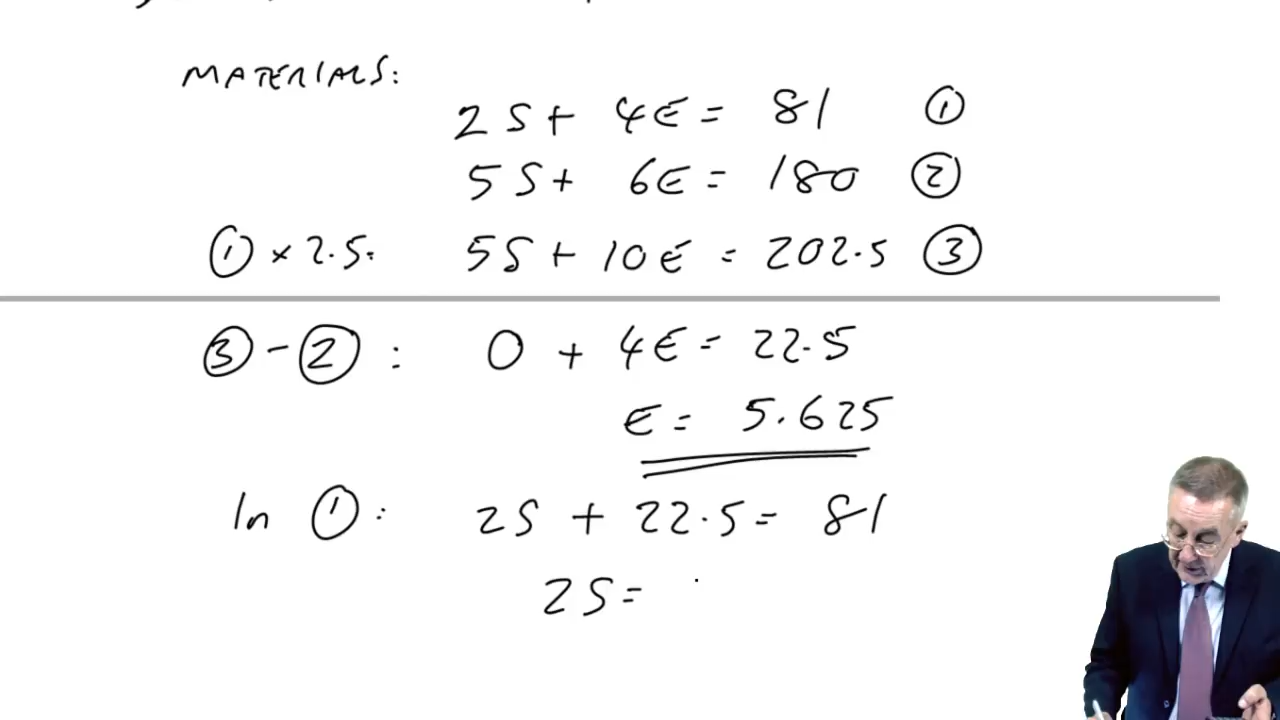 MATERIALS:
2S + 4E = 81 ①
5S + 6E = 180 ②
① × 2.5: 5S + 10E = 202.5 ③
③ - ② : 0 + 4E = 22.5
E = 5.625
In ① : 2S + 22.5 = 81
2S =